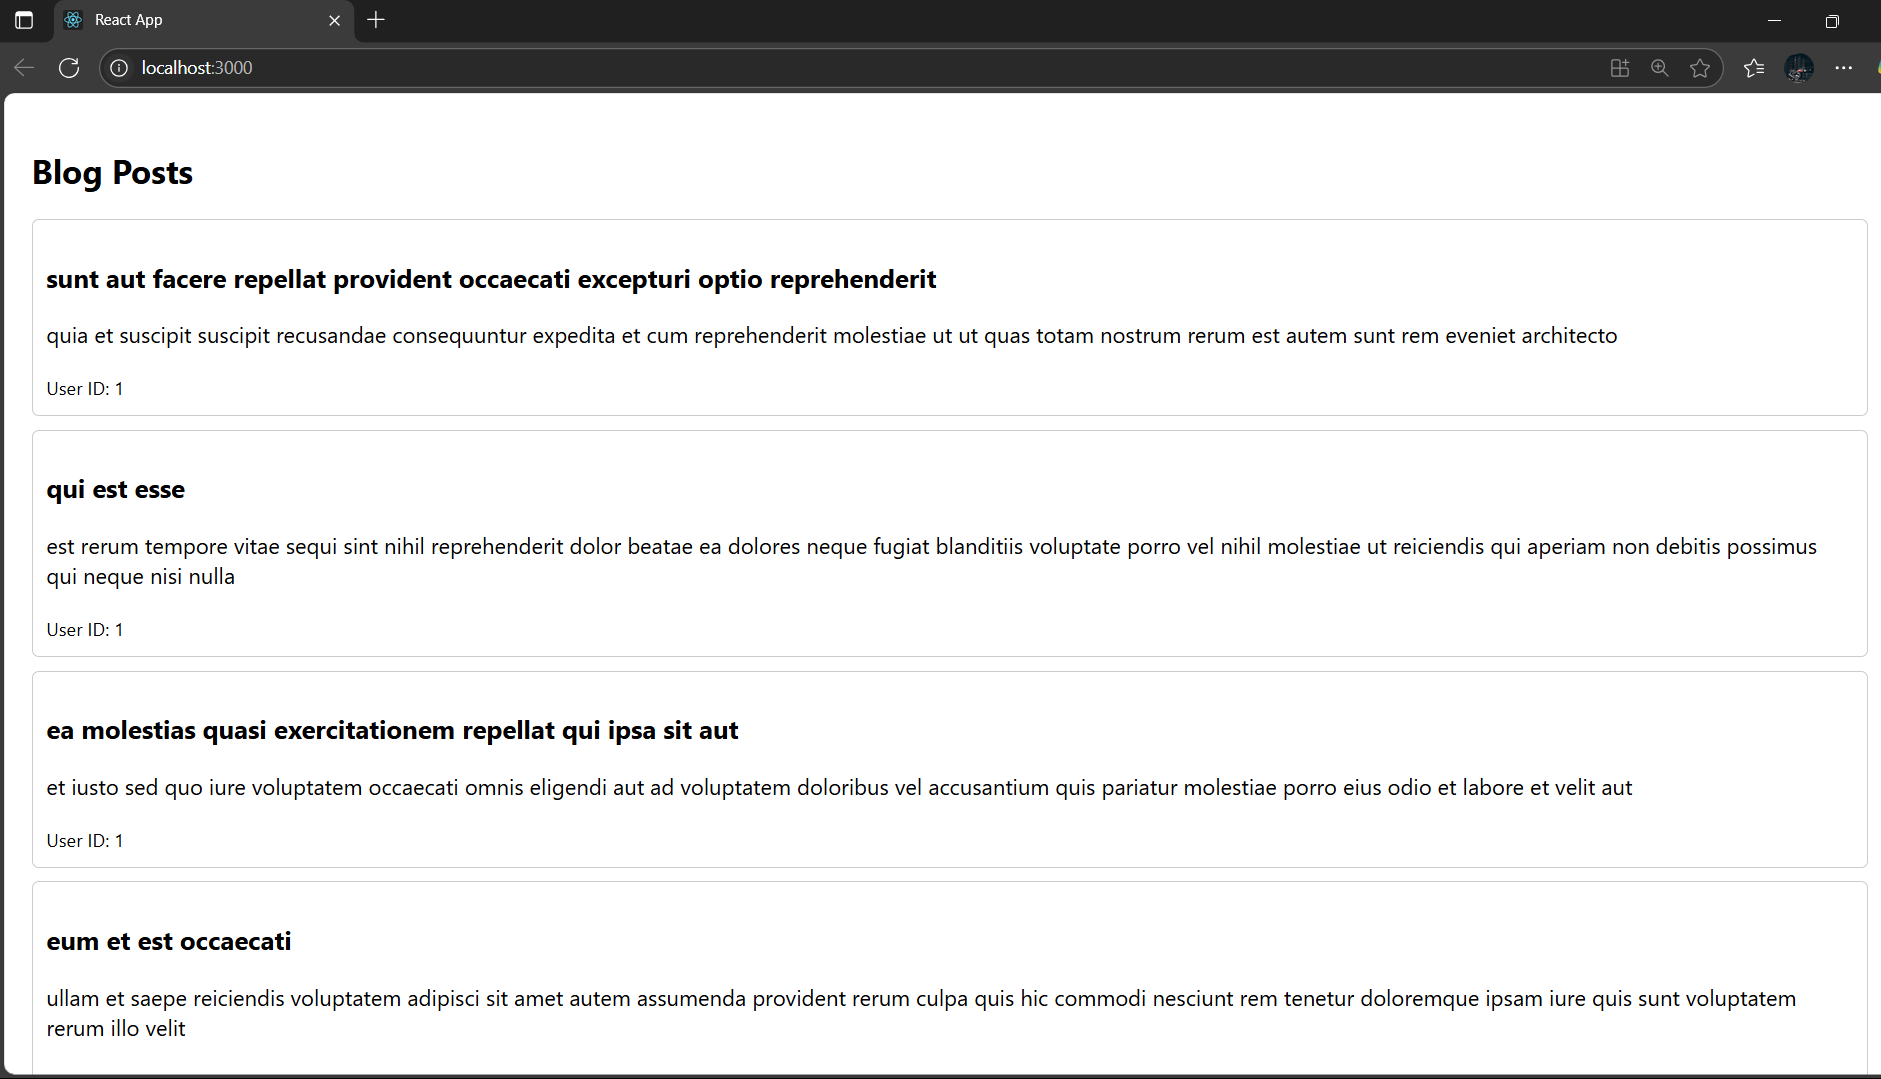 React App
localhost:3000
Blog Posts
sunt aut facere repellat provident occaecati excepturi optio reprehenderit
quia et suscipit suscipit recusandae consequuntur expedita et cum reprehenderit molestiae ut ut quas totam nostrum rerum est autem sunt rem eveniet architecto
User ID: 1
qui est esse
est rerum tempore vitae sequi sint nihil reprehenderit dolor beatae ea dolores neque fugiat blanditiis voluptate porro vel nihil molestiae ut reiciendis qui aperiam non debitis possimus
qui neque nisi nulla
User ID: 1
ea molestias quasi exercitationem repellat qui ipsa sit aut
et iusto sed quo iure voluptatem occaecati omnis eligendi aut ad voluptatem doloribus vel accusantium quis pariatur molestiae porro eius odio et labore et velit aut
User ID: 1
eum et est occaecati
ullam et saepe reiciendis voluptatem adipisci sit amet autem assumenda provident rerum culpa quis hic commodi nesciunt rem tenetur doloremque ipsam iure quis sunt voluptatem
rerum illo velit